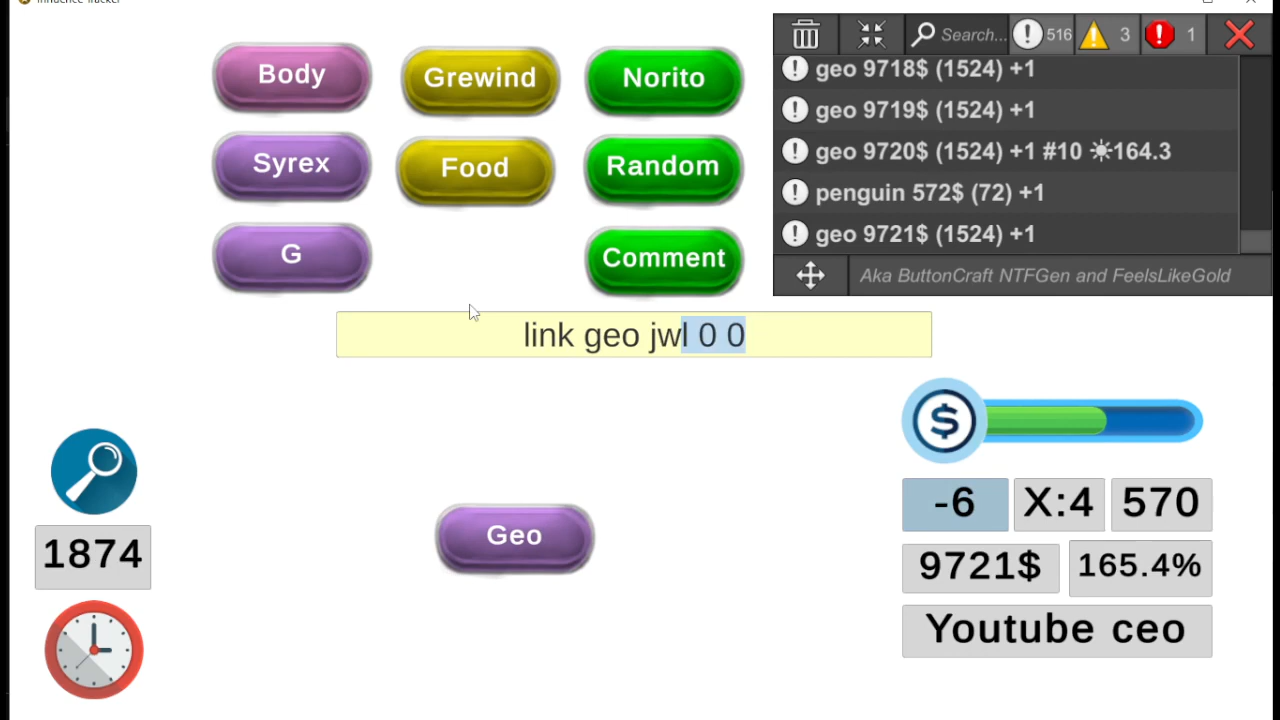 Influence Tracker
Body
Grewind
Norito
Syrex
Food
Random
G
Comment
Search...
516
3
1
geo 9718$ (1524) +1
geo 9719$ (1524) +1
geo 9720$ (1524) +1 #10 ☀164.3
penguin 572$ (72) +1
geo 9721$ (1524) +1
Aka ButtonCraft NTFGen and FeelsLikeGold
link geo jwl 0 0
$
1874
Geo
-6
X:4
570
9721$
165.4%
Youtube ceo